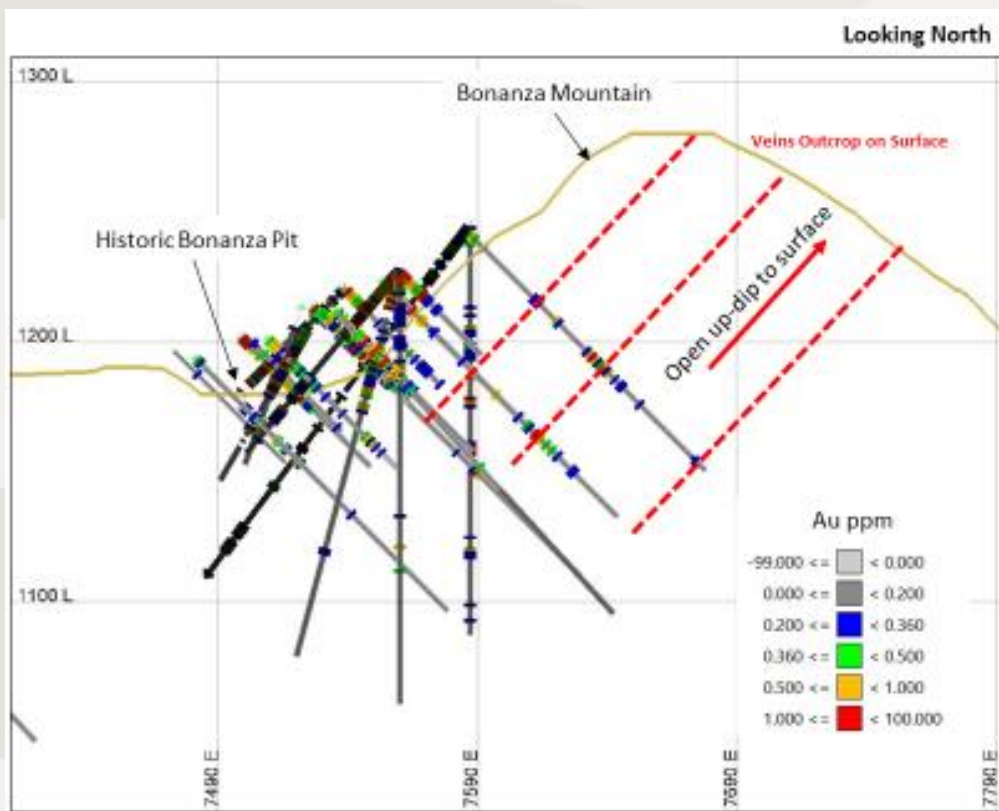 Looking North
1300 L
Bonanza Mountain
Veins Outcrop on Surface
Historic Bonanza Pit
Open up-dip to surface
1200 L
Au ppm
-99.000 <= < 0.000
0.000 <= < 0.200
0.200 <= < 0.360
0.360 <= < 0.500
0.500 <= < 1.000
1.000 <= < 100.000
1100 L
7490 E
7590 E
7690 E
7790 E